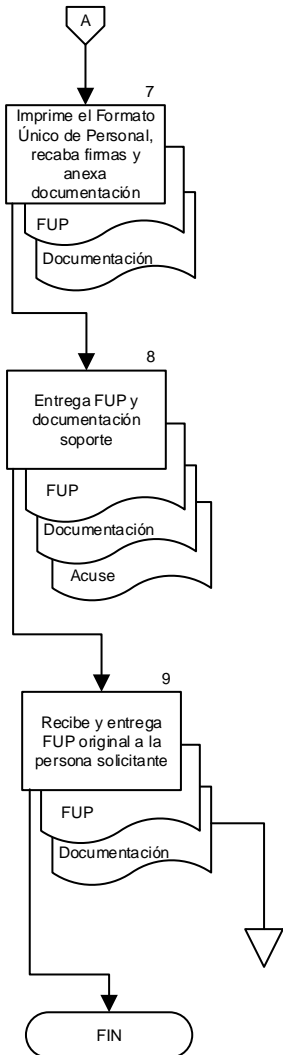 A
7
Imprime el Formato
Único de Personal,
recaba firmas y
anexa
documentación
FUP
Documentación
8
Entrega FUP y
documentación
soporte
FUP
Documentación
Acuse
9
Recibe y entrega
FUP original a la
persona solicitante
FUP
Documentación
FIN